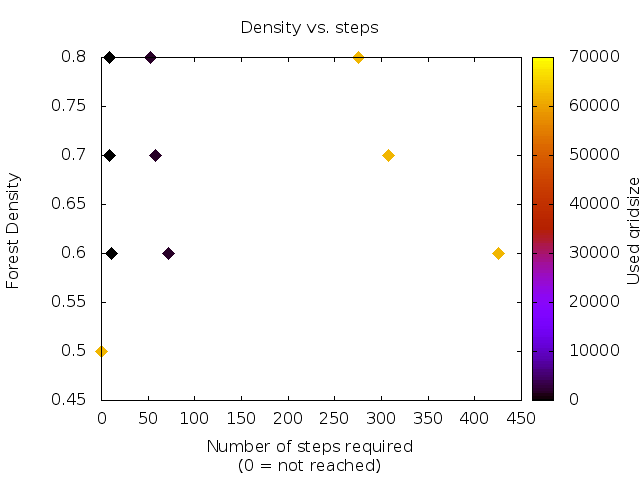 Density vs. steps
Forest Density
0.8
0.75
0.7
0.65
0.6
0.55
0.5
0.45
0 50 100 150 200 250 300 350 400 450
Number of steps required
(0 = not reached)
70000
60000
50000
40000
30000
20000
10000
0
Used gridsize